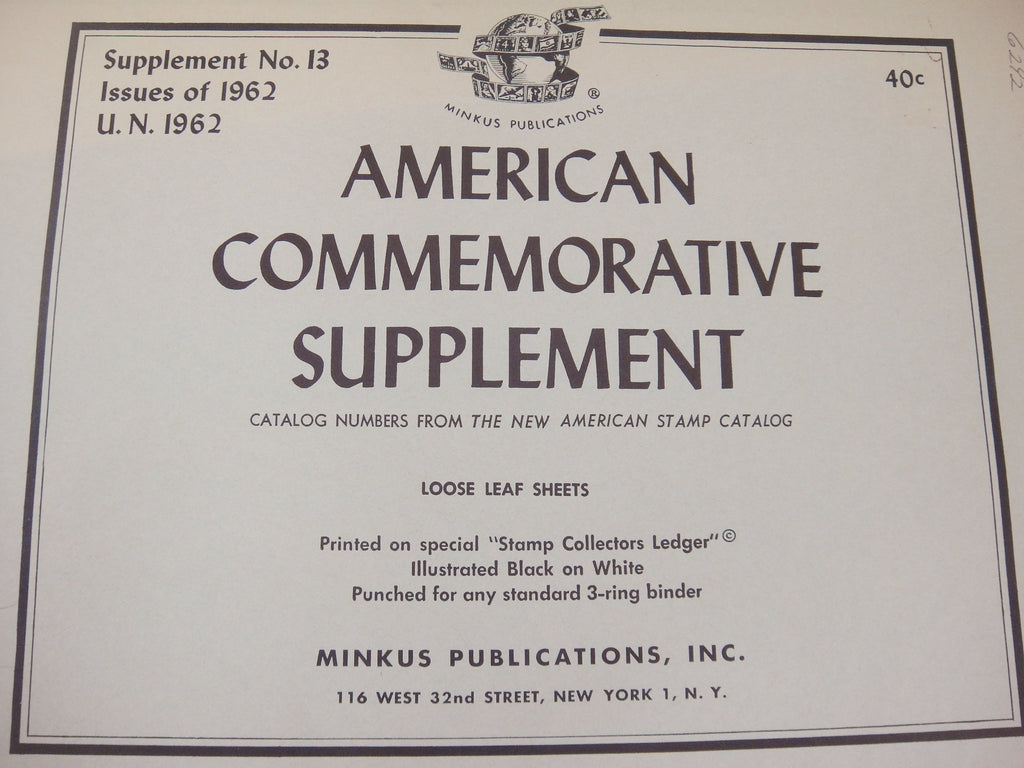 Supplement No. 13
Issues of 1962
U. N. 1962
40c
®
MINKUS PUBLICATIONS
AMERICAN
COMMEMORATIVE
SUPPLEMENT
CATALOG NUMBERS FROM THE NEW AMERICAN STAMP CATALOG
LOOSE LEAF SHEETS
Printed on special "Stamp Collectors Ledger" ©
Illustrated Black on White
Punched for any standard 3-ring binder
MINKUS PUBLICATIONS, INC.
116 WEST 32nd STREET, NEW YORK 1, N. Y.